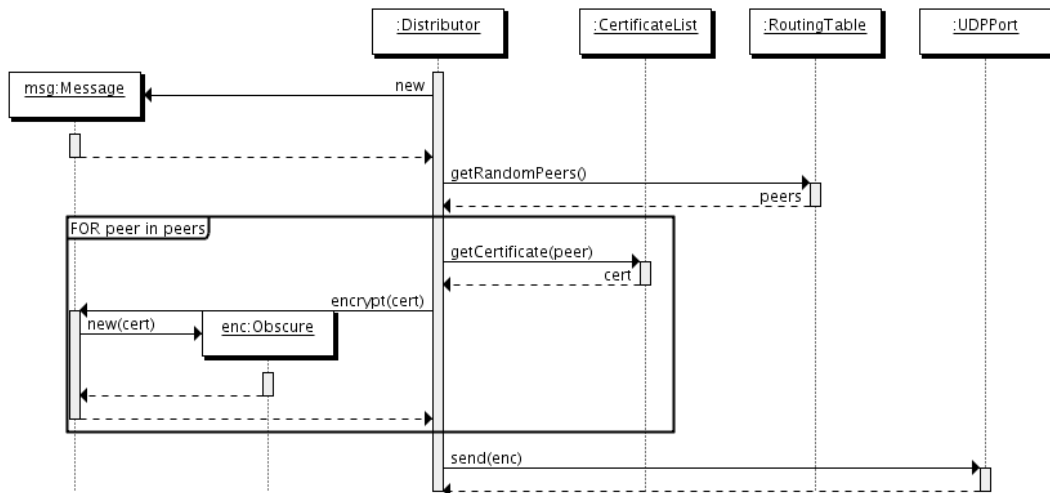 :Distributor
:CertificateList
:RoutingTable
:UDPPort
msg:Message
new
getRandomPeers()
peers
FOR peer in peers
getCertificate(peer)
cert
encrypt(cert)
new(cert)
enc:Obscure
send(enc)